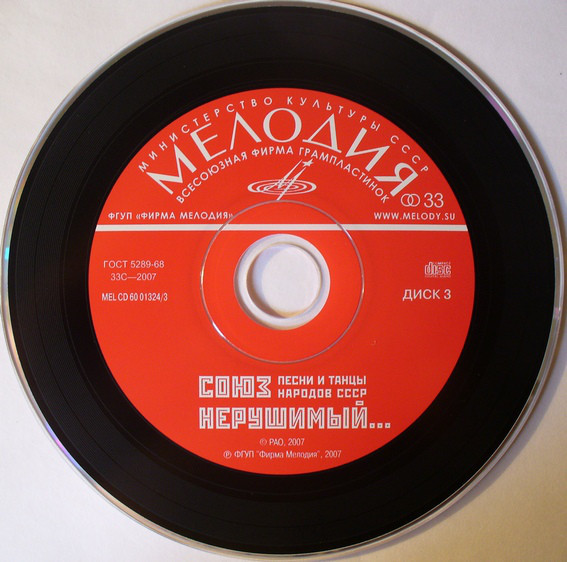 МИНИСТЕРСТВО КУЛЬТУРЫ СССР
МЕЛОДИЯ
ВСЕСОЮЗНАЯ ФИРМА ГРАМПЛАСТИНОК
33
ФГУП «ФИРМА МЕЛОДИЯ»
WWW.MELODY.SU
ГОСТ 5289-68
33С—2007
MEL CD 60 01324/3
disc
ДИСК 3
СОЮЗ ПЕСНИ И ТАНЦЫ
НАРОДОВ СССР
НЕРУШИМЫЙ...
© РАО, 2007
℗ ФГУП "Фирма Мелодия", 2007